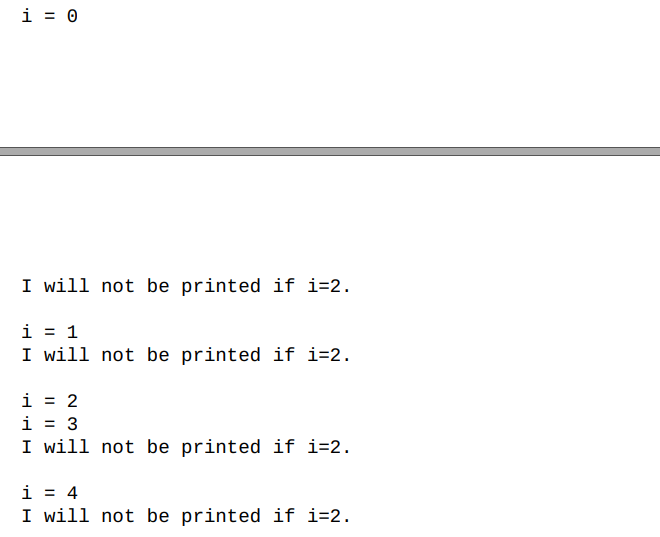 i = 0
I will not be printed if i=2.
i = 1
I will not be printed if i=2.
i = 2
i = 3
I will not be printed if i=2.
i = 4
I will not be printed if i=2.